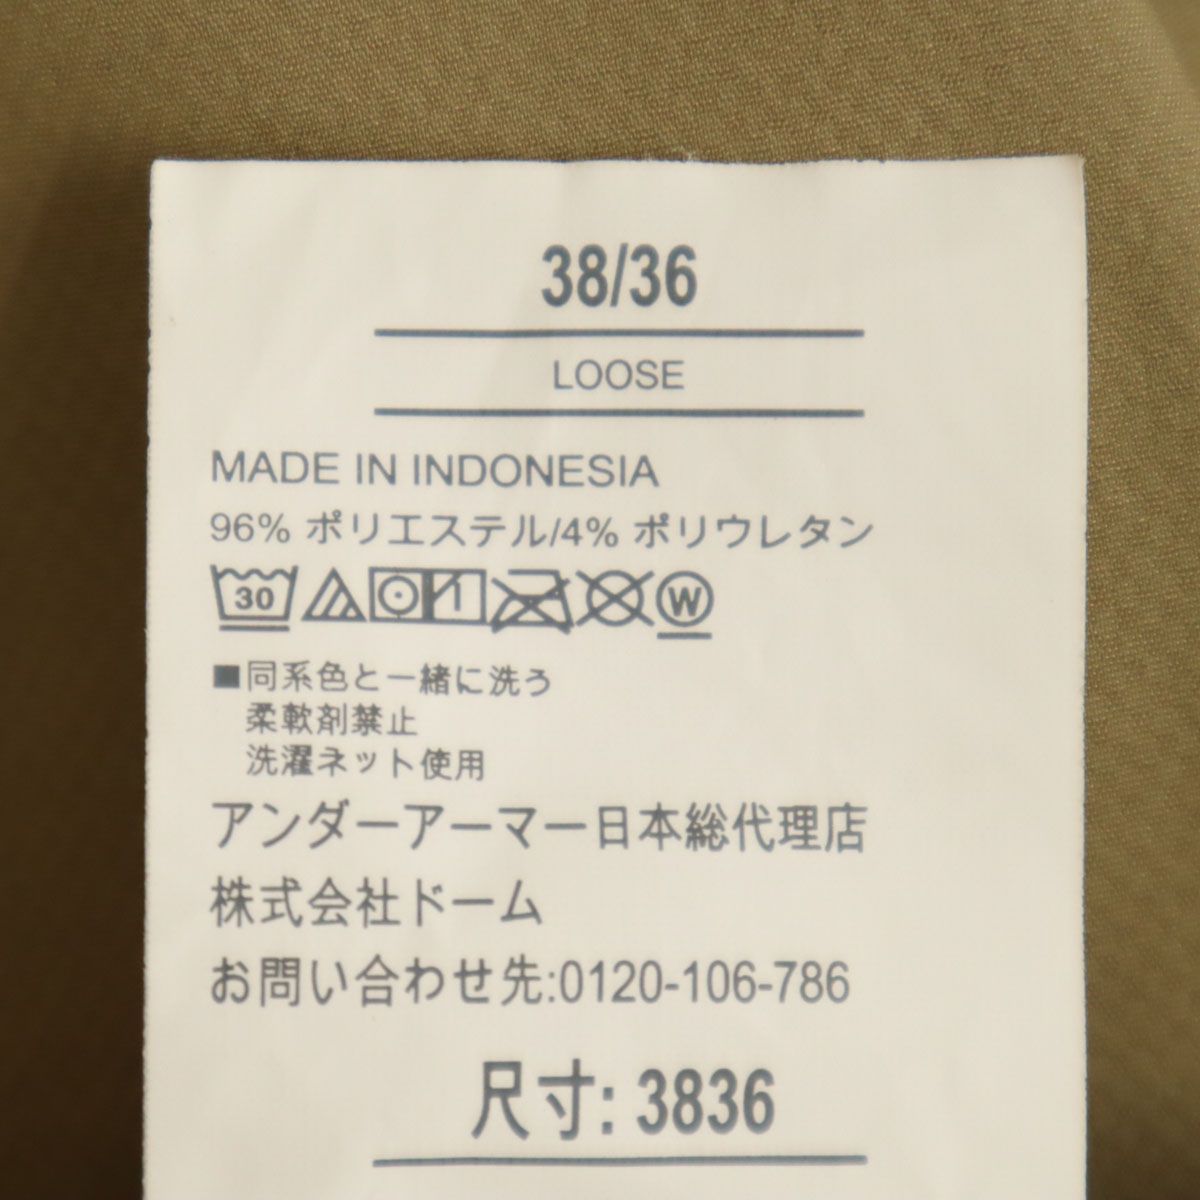 38/36
LOOSE
MADE IN INDONESIA
96% ポリエステル/4% ポリウレタン
30 W
■同系色と一緒に洗う
柔軟剤禁止
洗濯ネット使用
アンダーアーマー日本総代理店
株式会社ドーム
お問い合わせ先:0120-106-786
尺寸: 3836